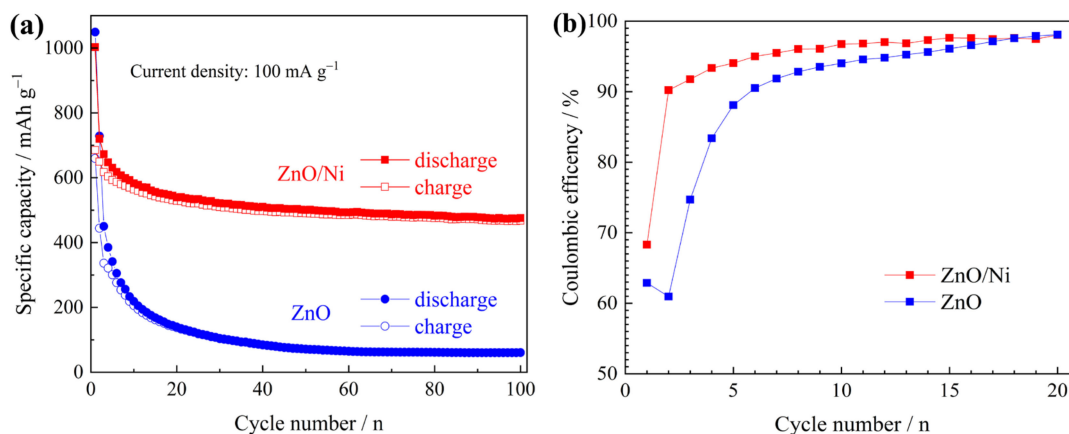 (a)
1000
800
600
400
200
0
Specific capacity / mAh g⁻¹
Current density: 100 mA g⁻¹
ZnO/Ni
discharge
charge
ZnO
discharge
charge
0 20 40 60 80 100
Cycle number / n
(b)
100
90
80
70
60
50
Coulombic efficency / %
ZnO/Ni
ZnO
0 5 10 15 20
Cycle number / n